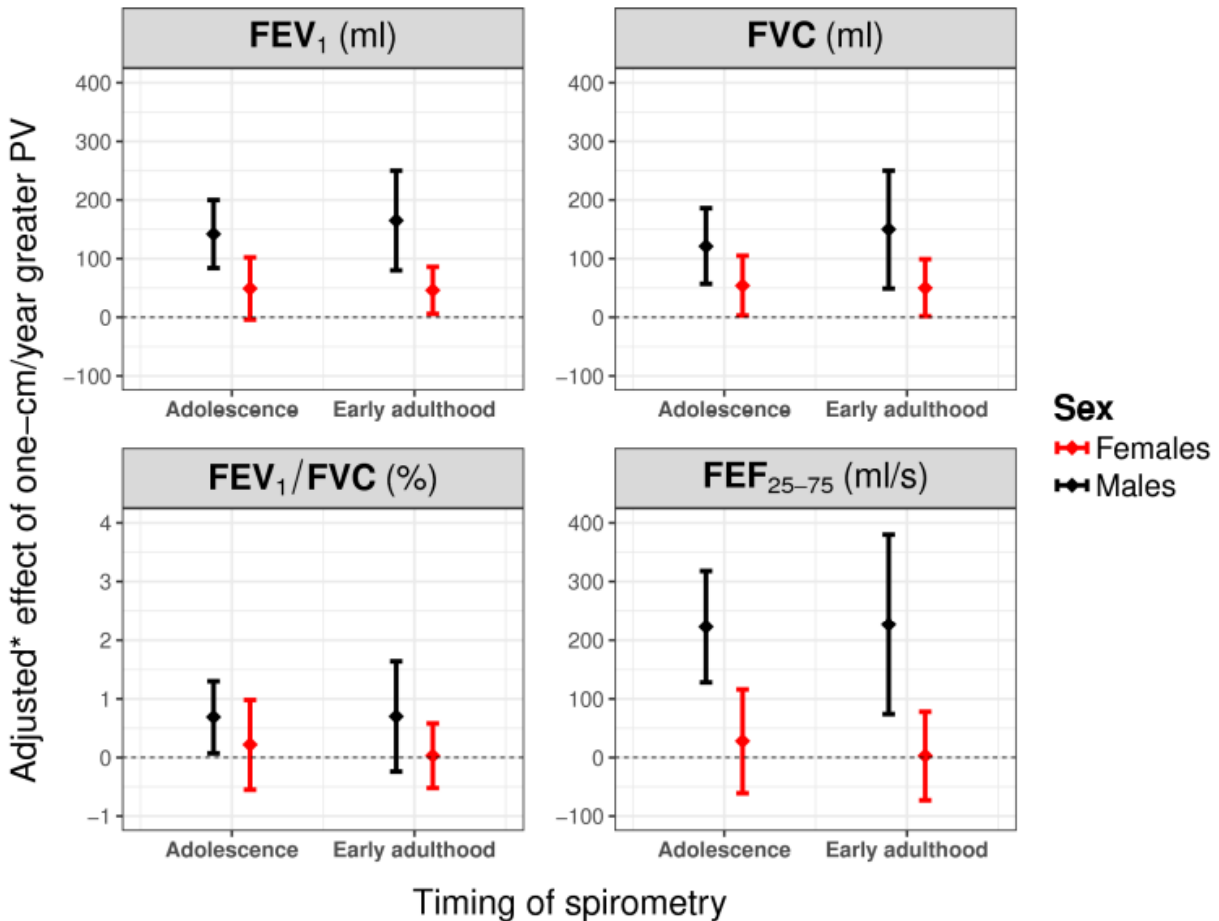 FEV₁ (ml)
FVC (ml)
400
300
200
100
0
−100
400
300
200
100
0
−100
Adolescence
Early adulthood
Adolescence
Early adulthood
FEV₁/FVC (%)
FEF₂₅₋₇₅ (ml/s)
4
3
2
1
0
−1
400
300
200
100
0
−100
Adolescence
Early adulthood
Adolescence
Early adulthood
Adjusted* effect of one−cm/year greater PV
Timing of spirometry
Sex
Females
Males